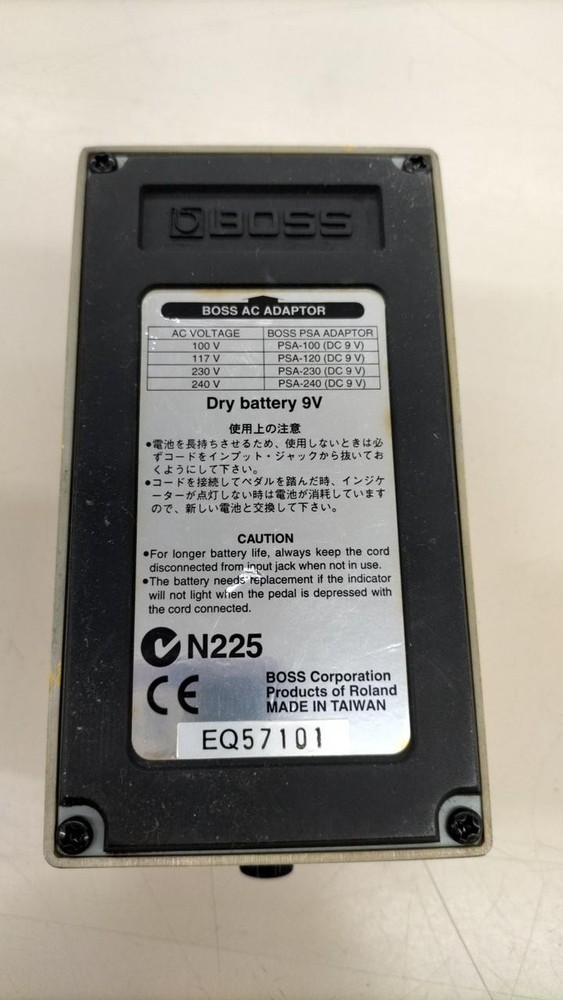 BOSS
BOSS AC ADAPTOR
AC VOLTAGE BOSS PSA ADAPTOR
100 V PSA-100 (DC 9 V)
117 V PSA-120 (DC 9 V)
230 V PSA-230 (DC 9 V)
240 V PSA-240 (DC 9 V)
Dry battery 9V
使用上の注意
●電池を長持ちさせるため、使用しないときは必
ずコードをインプット・ジャックから抜いてお
くようにして下さい。
●コードを接続してペダルを踏んだ時、インジケ
ーターが点灯しない時は電池が消耗しています
ので、新しい電池と交換して下さい。
CAUTION
●For longer battery life, always keep the cord
disconnected from input jack when not in use.
●The battery needs replacement if the indicator
will not light when the pedal is depressed with
the cord connected.
N225
CE
BOSS Corporation
Products of Roland
MADE IN TAIWAN
EQ57101